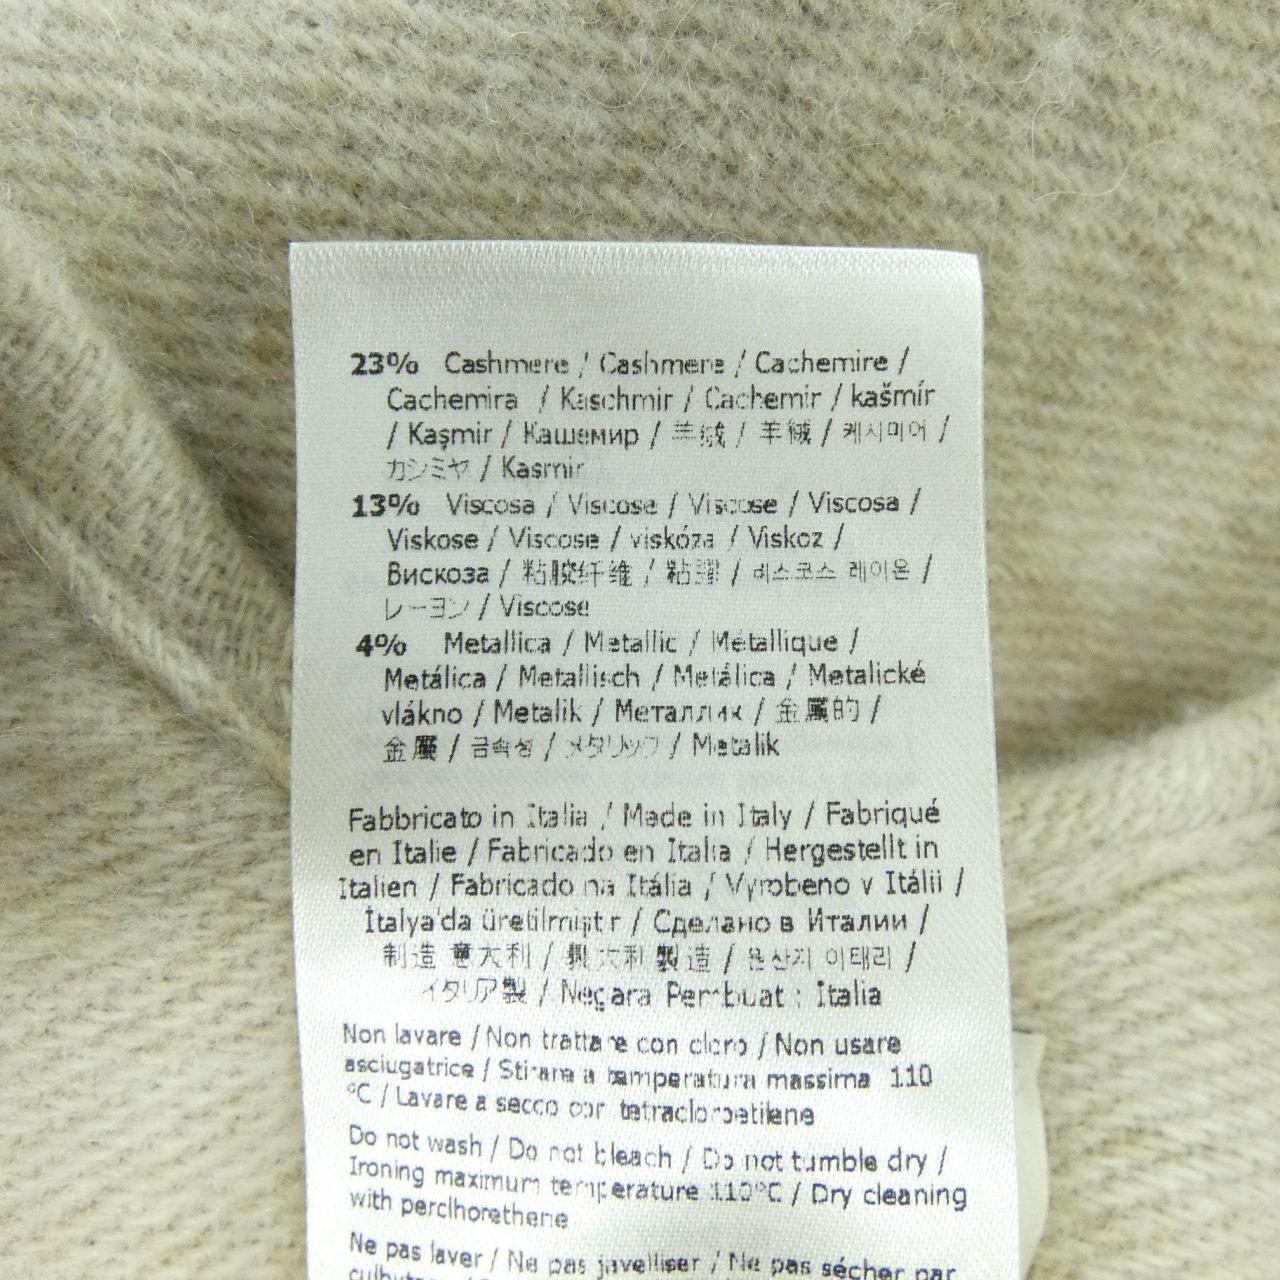 23% Cashmere / Cashmere / Cachemire /
Cachemira / Kaschmir / Cachemir / kašmír
/ Kaşmir / Кашемир / 羊绒 / 羊絨 / 케시미어 /
カシミヤ / Kasmir
13% Viscosa / Viscose / Viscose / Viscosa /
Viskose / Viscose / viskóza / Viskoz /
Вискоза / 粘胶纤维 / 粘膠 / 비스코스 레이온 /
レーヨン / Viscose
4% Metallica / Metallic / Métallique /
Metálica / Metallisch / Metálica / Metalické
vlákno / Metalik / Металлик / 金屬的 /
金屬 / 금속성 / メタリック / Metalik
Fabbricato in Italia / Made in Italy / Fabriqué
en Italie / Fabricado en Italia / Hergestellt in
Italien / Fabricado na Itália / Vyrobeno v Itálii /
İtalya'da üretilmiştir / Сделано в Италии /
制造 意大利 / 意大利 製造 / 원산지 이태리 /
イタリア製 / Negara Pembuat : Italia
Non lavare / Non trattare con cloro / Non usare
asciugatrice / Stirare a temperatura massima 110
°C / Lavare a secco con tetracloroetilene
Do not wash / Do not bleach / Do not tumble dry /
Ironing maximum temperature 110°C / Dry cleaning
with perclhorethene
Ne pas laver / Ne pas javelliser / Ne pas sécher par